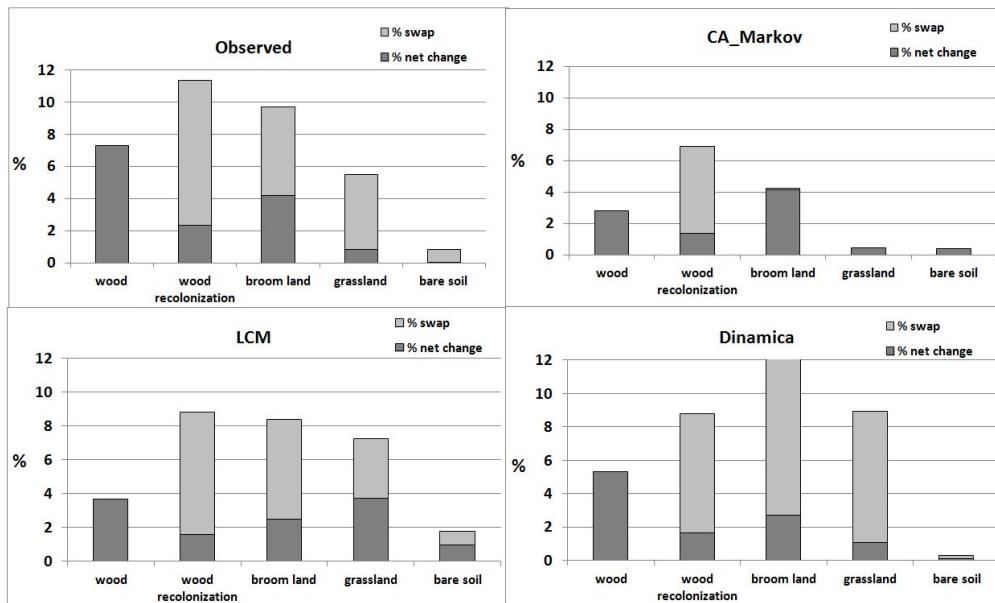 Observed
% swap
% net change
12
10
8
6
4
2
0
%
wood
wood
recolonization
broom land
grassland
bare soil
CA_Markov
% swap
% net change
12
10
8
6
4
2
0
%
wood
wood
recolonization
broom land
grassland
bare soil
LCM
% swap
% net change
12
10
8
6
4
2
0
%
wood
wood
recolonization
broom land
grassland
bare soil
Dinamica
% swap
% net change
12
10
8
6
4
2
0
%
wood
wood
recolonization
broom land
grassland
bare soil